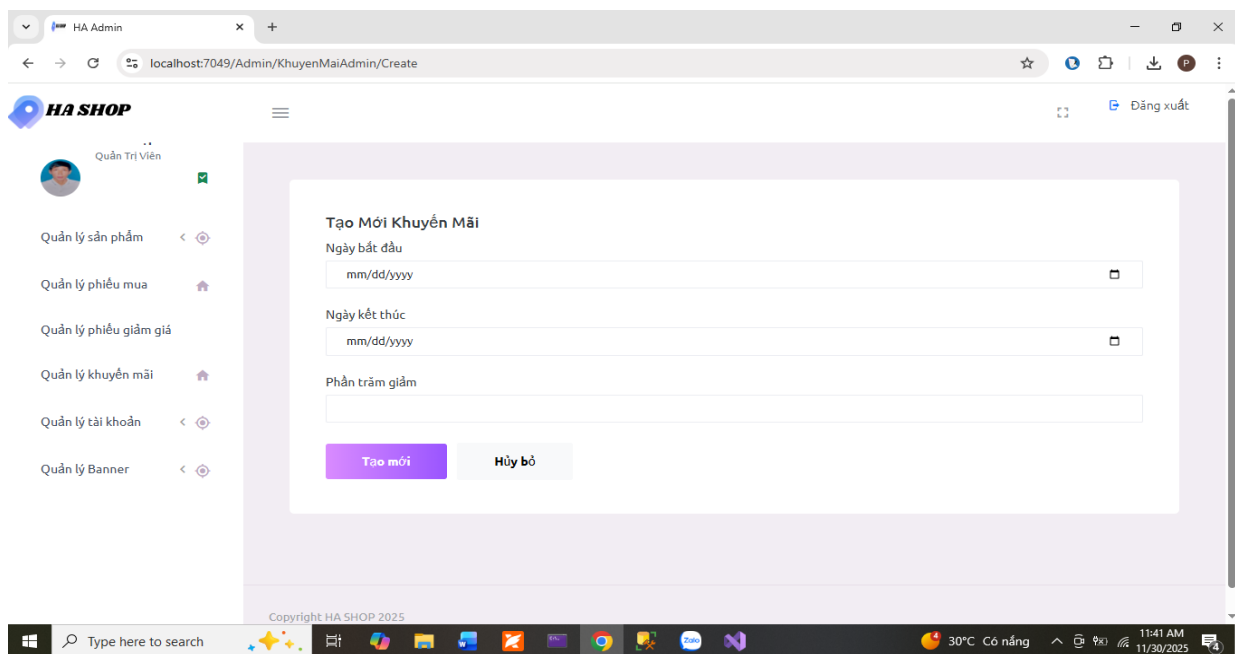 HA Admin
localhost:7049/Admin/KhuyenMaiAdmin/Create
P
HA SHOP
Đăng xuất
Quản Trị Viên
Quản lý sản phẩm
Quản lý phiếu mua
Quản lý phiếu giảm giá
Quản lý khuyến mãi
Quản lý tài khoản
Quản lý Banner
Tạo Mới Khuyến Mãi
Ngày bắt đầu
mm/dd/yyyy
Ngày kết thúc
mm/dd/yyyy
Phần trăm giảm
Tạo mới
Hủy bỏ
Copyright HA SHOP 2025
Type here to search
Zalo
4
30°C Có nắng
11:41 AM
11/30/2025
4